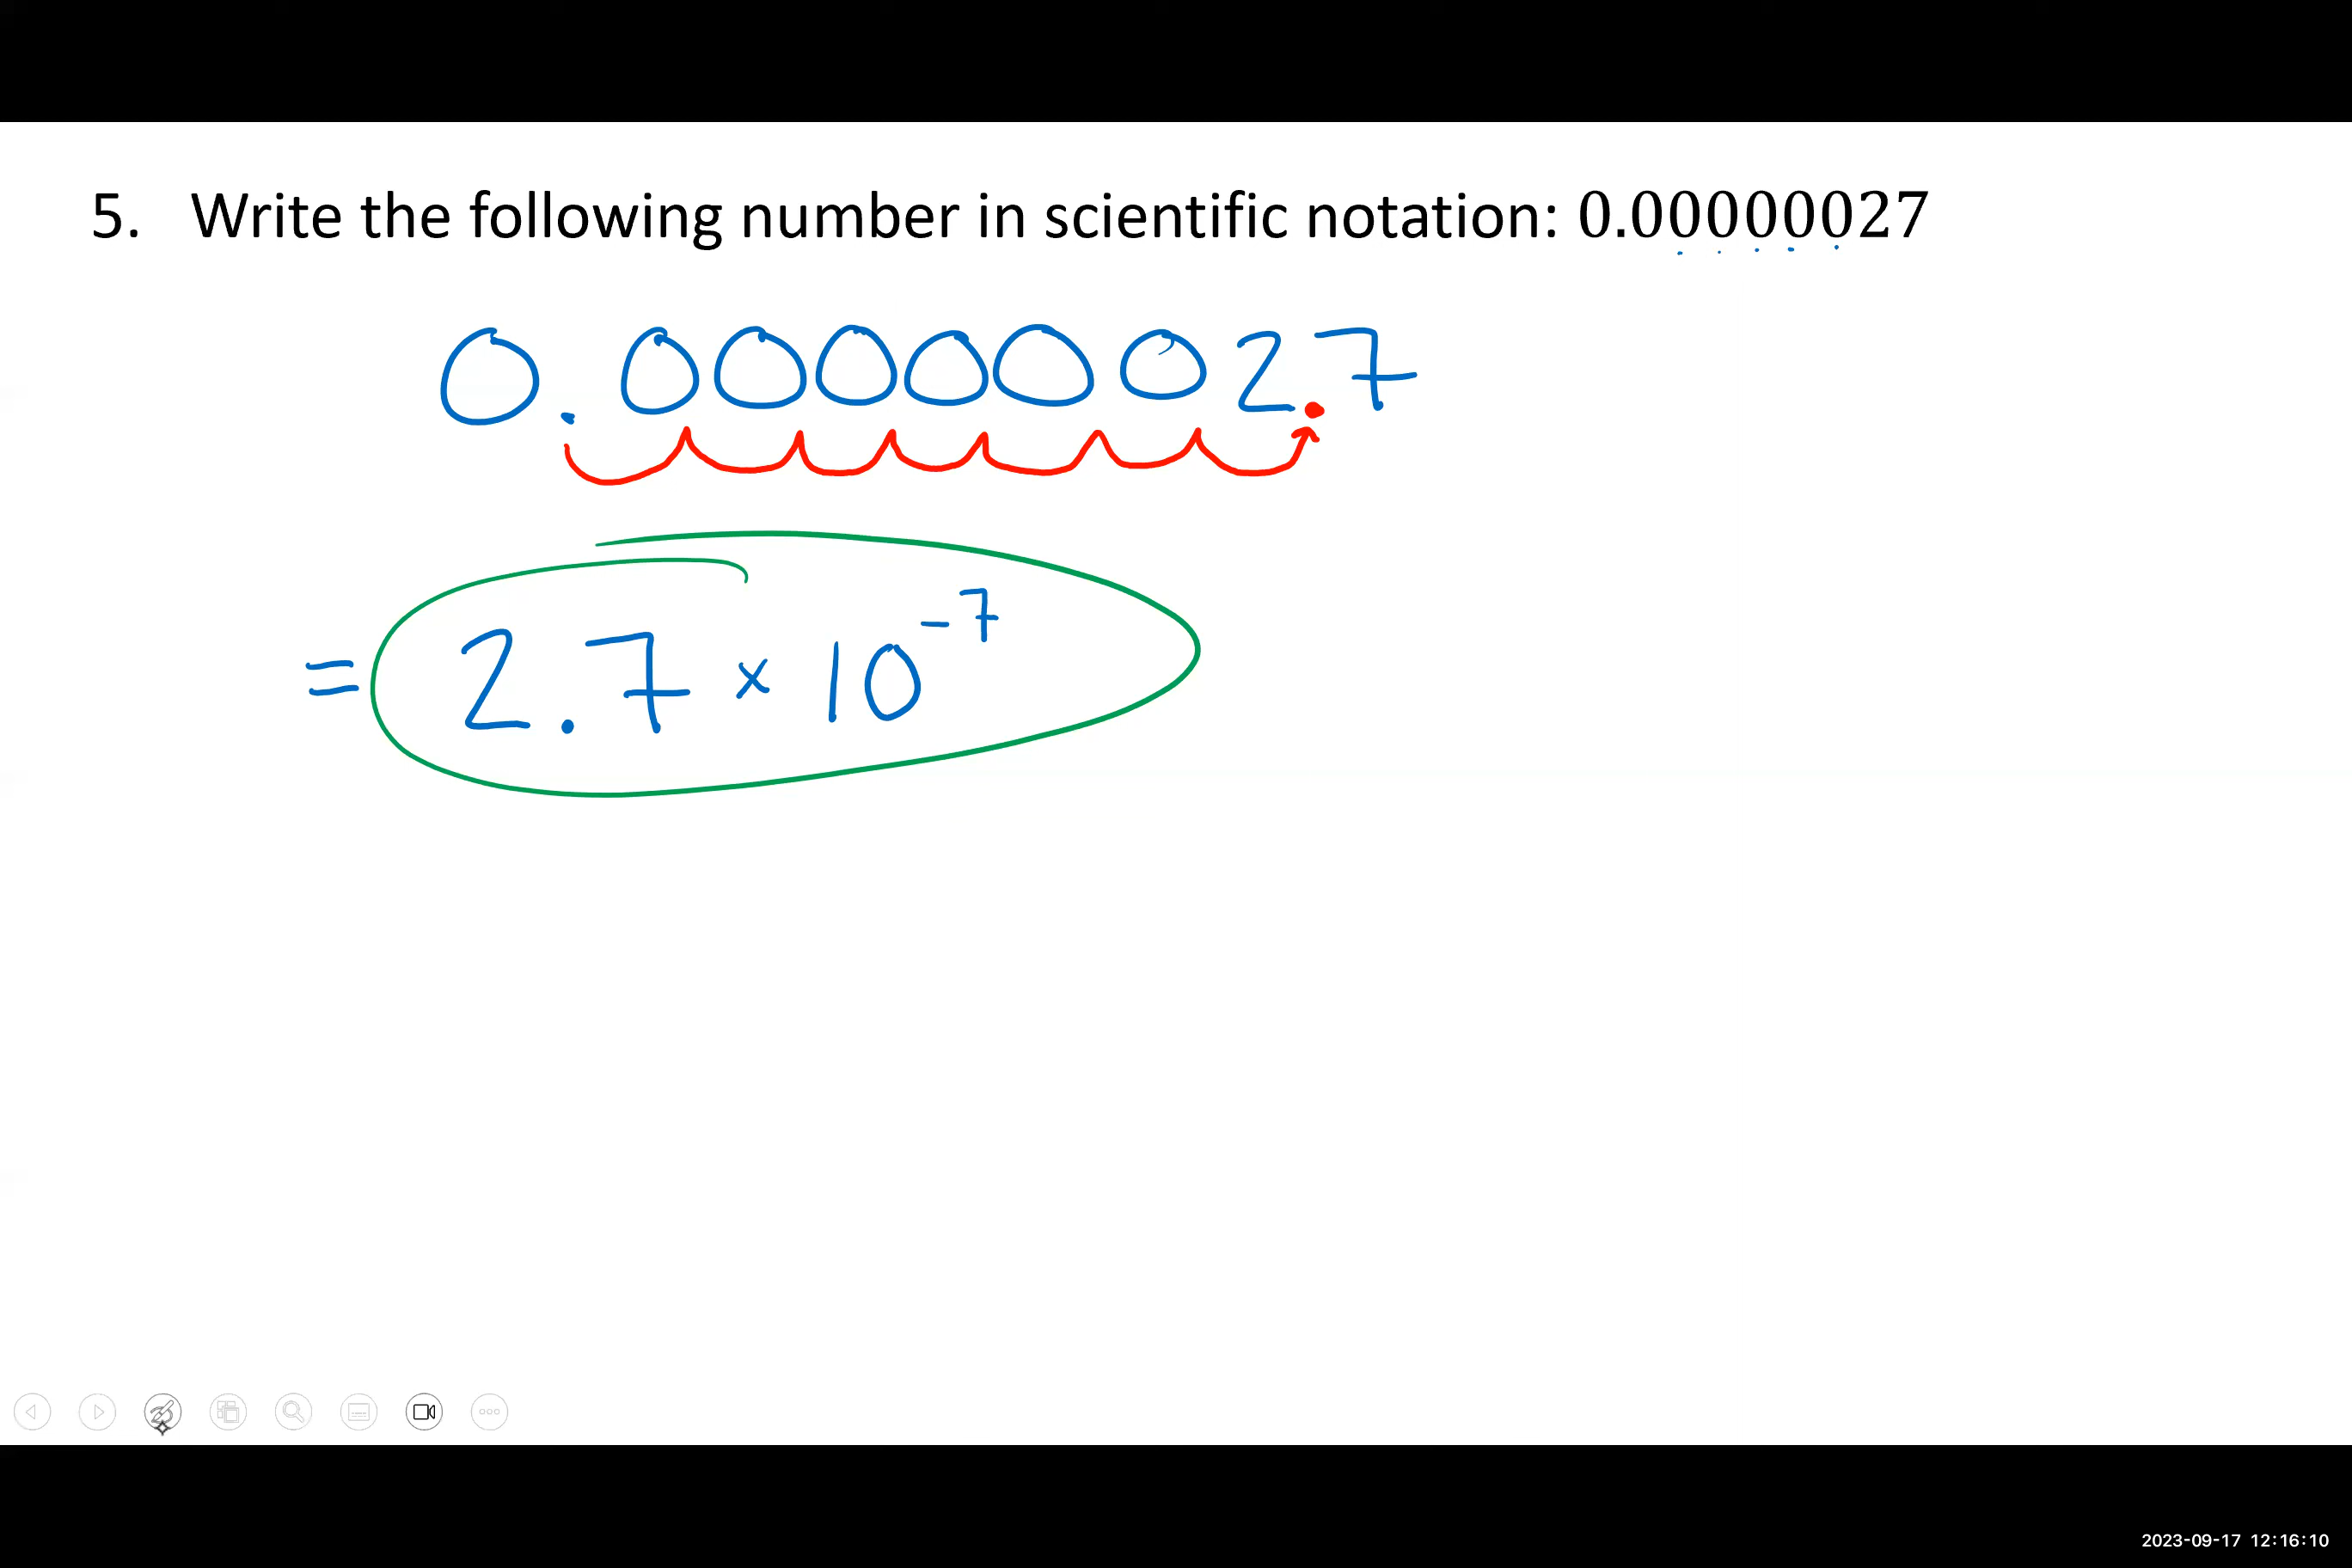 5. Write the following number in scientific notation: 0.00000027
0.0000002.7
= 2.7 × 10⁻⁷
2023-09-17 12:16:10